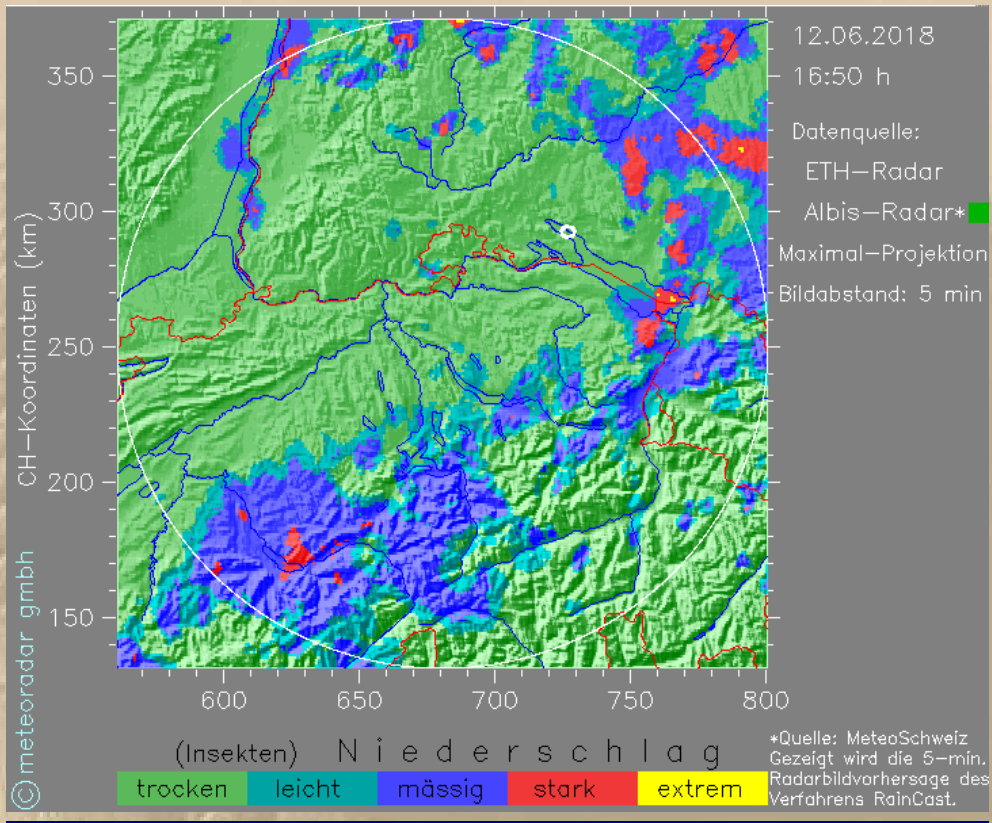 12.06.2018
16:50 h
Datenquelle:
ETH-Radar
Albis-Radar*
Maximal-Projektion
Bildabstand: 5 min
CH-Koordinaten (km)
©meteoradar gmbh
350
300
250
200
150
600 650 700 750 800
(Insekten) Niederschlag
trocken leicht mässig stark extrem
*Quelle: MeteoSchweiz
Gezeigt wird die 5-min.
Radarbildvorhersage des
Verfahrens RainCast.